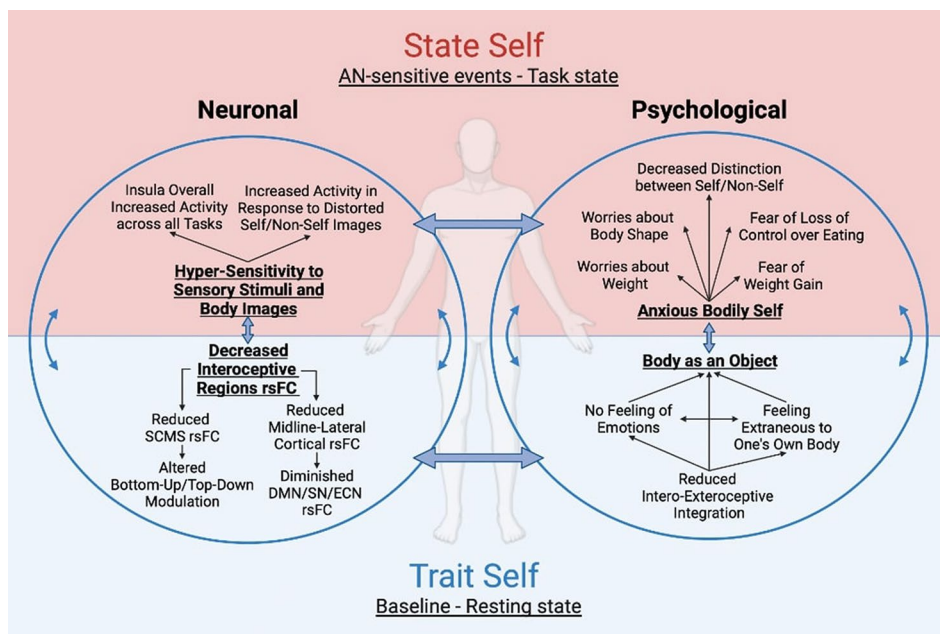 State Self
AN-sensitive events - Task state
Neuronal
Psychological
Insula Overall
Increased Activity
across all Tasks
Increased Activity in
Response to Distorted
Self/Non-Self Images
Hyper-Sensitivity to
Sensory Stimuli and
Body Images
Decreased
Interoceptive
Regions rsFC
Reduced
SCMS rsFC
Altered
Bottom-Up/Top-Down
Modulation
Reduced
Midline-Lateral
Cortical rsFC
Diminished
DMN/SN/ECN
rsFC
Decreased Distinction
between Self/Non-Self
Worries about
Body Shape
Fear of Loss of
Control over Eating
Worries about
Weight
Fear of
Weight Gain
Anxious Bodily Self
Body as an Object
No Feeling of
Emotions
Feeling
Extraneous to
One's Own Body
Reduced
Intero-Exteroceptive
Integration
Trait Self
Baseline - Resting state